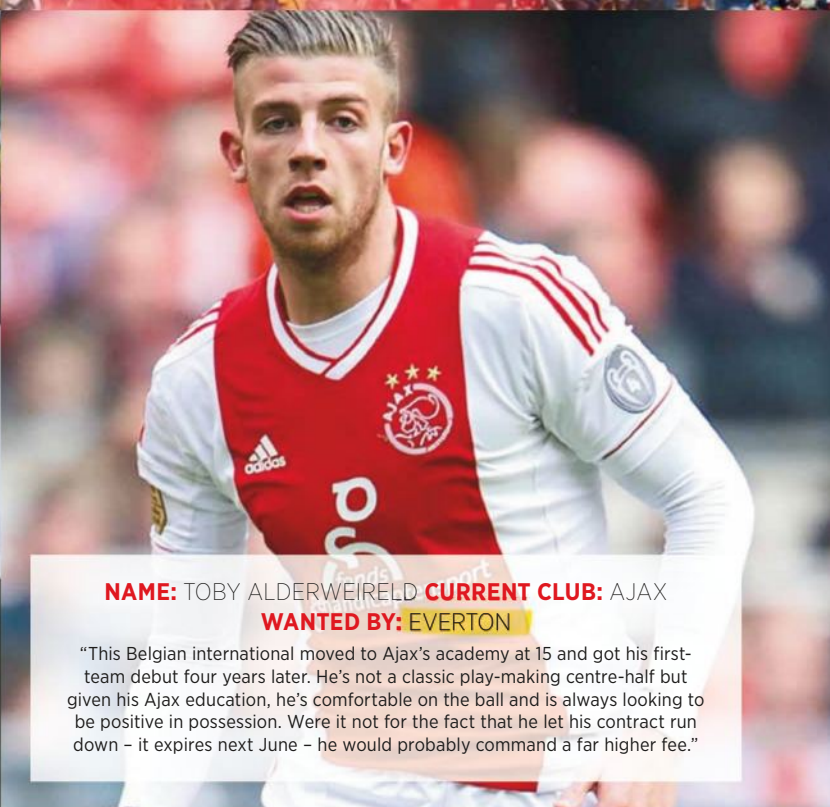 AJAX
adidas
fonds
gehandicaptensport
NAME: TOBY ALDERWEIRELD CURRENT CLUB: AJAX
WANTED BY: EVERTON
“This Belgian international moved to Ajax’s academy at 15 and got his first-
team debut four years later. He’s not a classic play-making centre-half but
given his Ajax education, he’s comfortable on the ball and is always looking to
be positive in possession. Were it not for the fact that he let his contract run
down – it expires next June – he would probably command a far higher fee.”